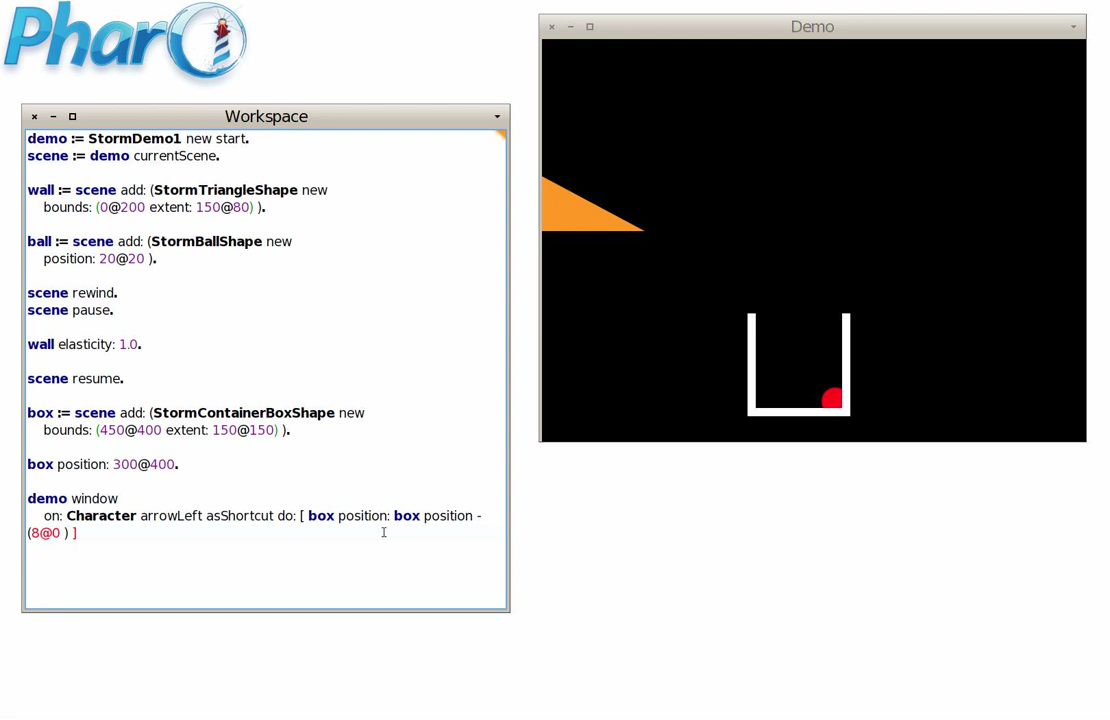 Pharo
Workspace
demo := StormDemo1 new start.
scene := demo currentScene.
wall := scene add: (StormTriangleShape new
bounds: (0@200 extent: 150@80) ).
ball := scene add: (StormBallShape new
position: 20@20 ).
scene rewind.
scene pause.
wall elasticity: 1.0.
scene resume.
box := scene add: (StormContainerBoxShape new
bounds: (450@400 extent: 150@150) ).
box position: 300@400.
demo window
on: Character arrowLeft asShortcut do: [ box position: box position -
(8@0 ) ]
Demo